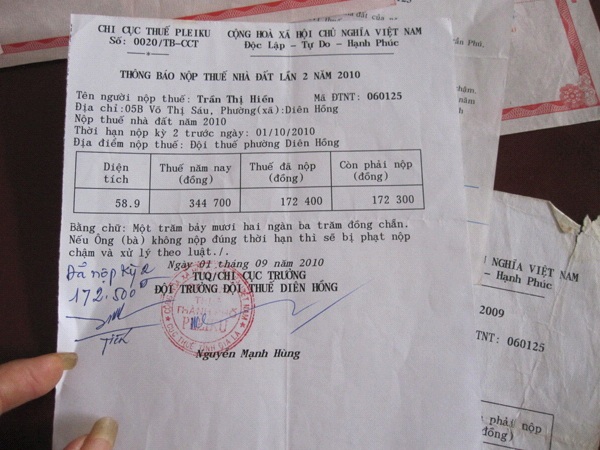 CHI CỤC THUẾ PLEIKU
Số: 0020/TB-CCT
CỘNG HOÀ XÃ HỘI CHỦ NGHĨA VIỆT NAM
Độc Lập - Tự Do - Hạnh Phúc
THÔNG BÁO NỘP THUẾ NHÀ ĐẤT LẦN 2 NĂM 2010
Tên người nộp thuế: Trần Thị Hiền Mã ĐTNT: 060125
Địa chỉ:05B Võ Thị Sáu, Phường(xã):Diên Hồng
Nộp thuế nhà đất năm 2010
Thời hạn nộp kỳ 2 trước ngày: 01/10/2010
Địa điểm nộp thuế: Đội thuế phường Diên Hồng
Diện tích Thuế năm nay (đồng) Thuế đã nộp (đồng) Còn phải nộp (đồng)
58.9 344 700 172 400 172 300
Bằng chữ: Một trăm bảy mươi hai ngàn ba trăm đồng chẵn.
Nếu Ông (bà) không nộp đúng thời hạn thì sẽ bị phạt nộp
chậm và xử lý theo luật./.
Ngày 01 tháng 09 năm 2010
TUQ/CHI CỤC TRƯỞNG
ĐỘI TRƯỞNG ĐỘI THUẾ DIÊN HỒNG
Đã nộp kỳ 2
172.500đ
Tiến
PLEIKU
Nguyễn Mạnh Hùng
NGHĨA VIỆT NAM
Hạnh Phúc
2009
TNT: 060125
phải nộp
(đồng)